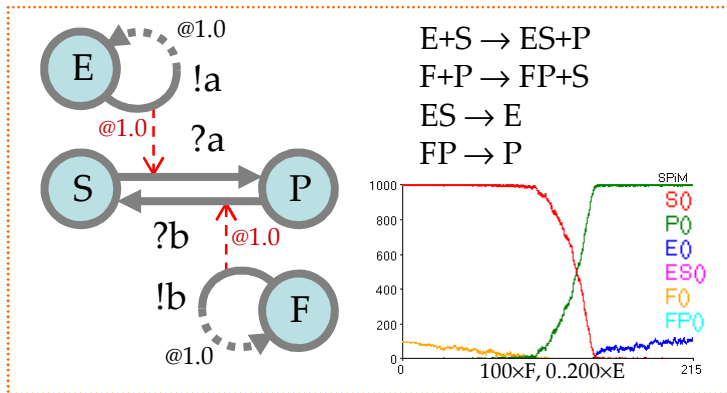 @1.0
E
!a
@1.0
?a
S
P
?b
@1.0
!b
F
@1.0
E+S → ES+P
F+P → FP+S
ES → E
FP → P
SPiM
1000
800
600
400
200
0
S()
P()
E()
ES()
F()
FP()
0
215
100×F, 0..200×E